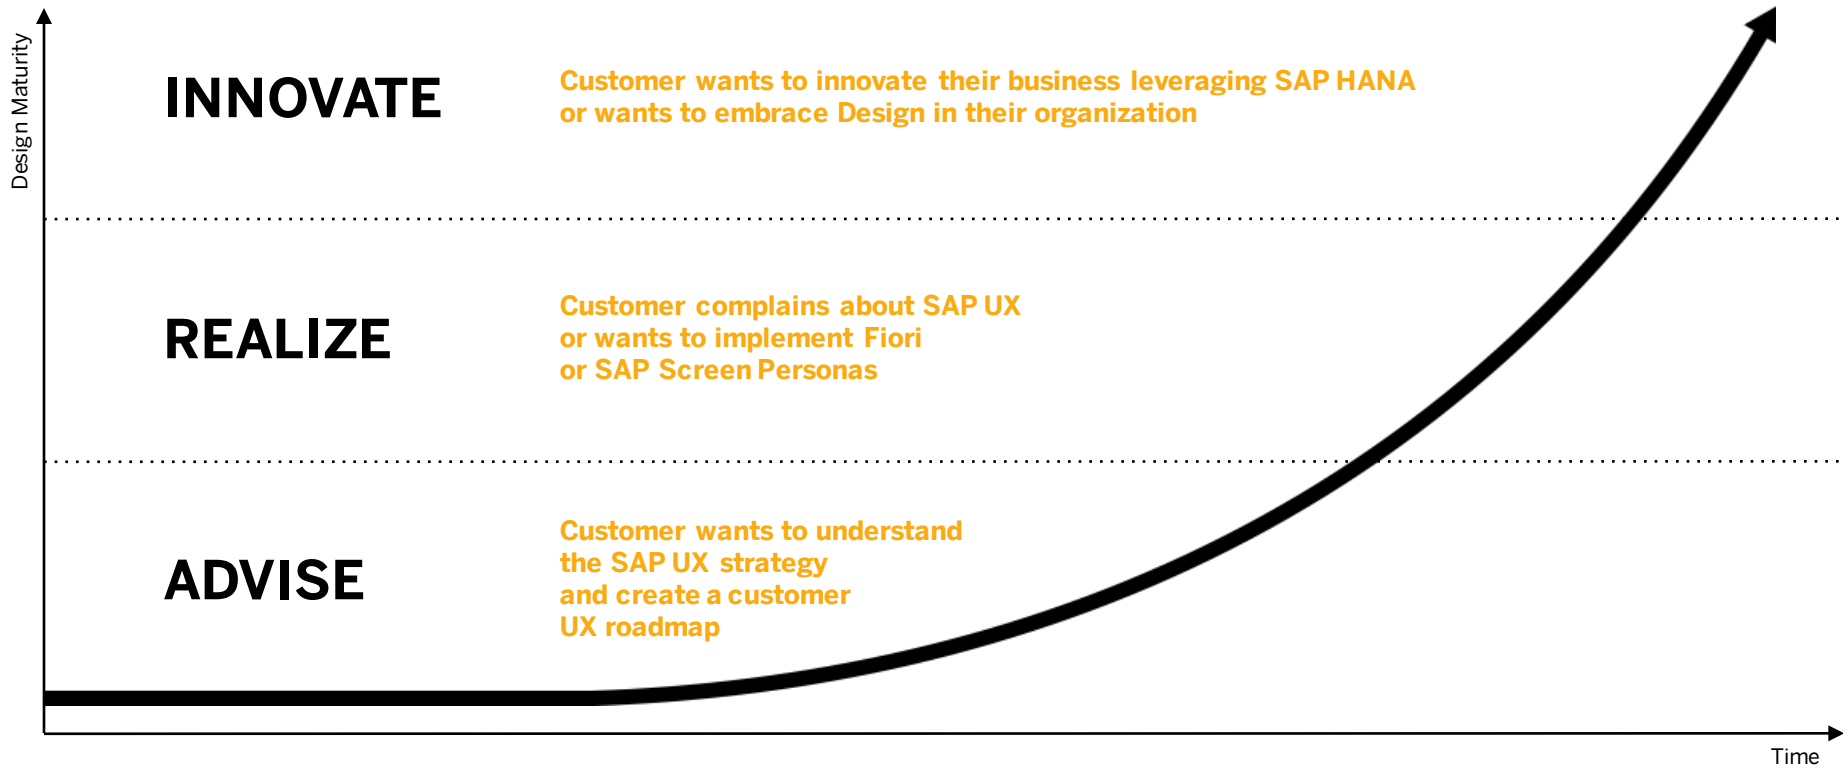 Design Maturity
INNOVATE
Customer wants to innovate their business leveraging SAP HANA
or wants to embrace Design in their organization
REALIZE
Customer complains about SAP UX
or wants to implement Fiori
or SAP Screen Personas
ADVISE
Customer wants to understand
the SAP UX strategy
and create a customer
UX roadmap
Time